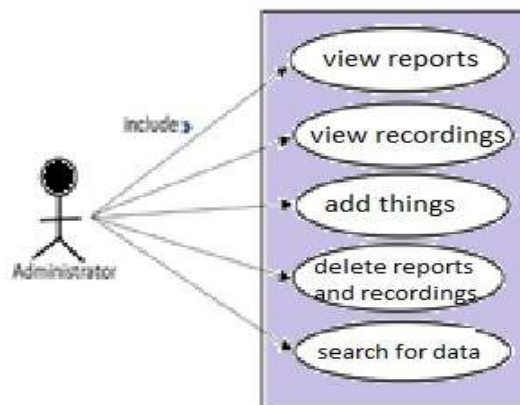 view reports
include
view recordings
add things
Administrator
delete reports
and recordings
search for data